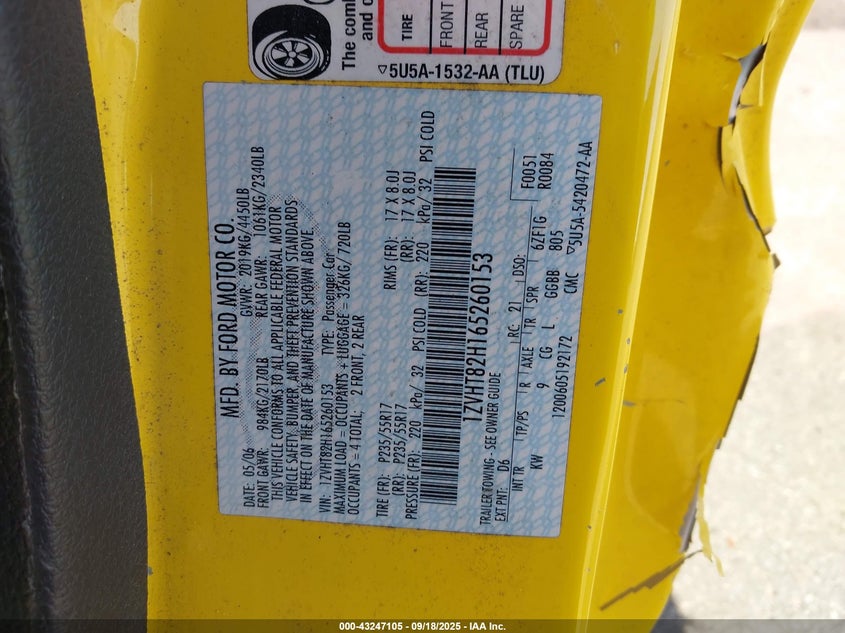 The comb
and c
TIRE
FRONT
REAR
SPARE
▽5U5A-1532-AA (TLU)
MFD. BY FORD MOTOR CO.
DATE: 05/06 GVWR: 2019KG/4450LB
FRONT GAWR: 984KG/2170LB REAR GAWR: 1061KG/2340LB
THIS VEHICLE CONFORMS TO ALL APPLICABLE FEDERAL MOTOR
VEHICLE SAFETY, BUMPER, AND THEFT PREVENTION STANDARDS
IN EFFECT ON THE DATE OF MANUFACTURE SHOWN ABOVE.
VIN: 1ZVHT82H165260153 TYPE: Passenger Car
MAXIMUM LOAD = OCCUPANTS + LUGGAGE = 326KG/720LB
OCCUPANTS = 4 TOTAL; 2 FRONT, 2 REAR
TIRE (FR): P235/55R17 RIMS (FR): 17 X 8.0J
(RR): P235/55R17 (RR): 17 X 8.0J
PRESSURE (FR): 220 kPa/ 32 PSI COLD (RR): 220 kPa/ 32 PSI COLD
1ZVHT82H165260153
TRAILER TOWING - SEE OWNER GUIDE
EXT PNT: D6 RC: 21 DSO: F0051
INT TR TP/PS R AXLE TR SPR 6ZF1G R0084
KW 9 CG L GGBB B05
1200605192172 CMC ▽5U5A-5420472-AA
000-43247105 - 09/18/2025 - IAA Inc.